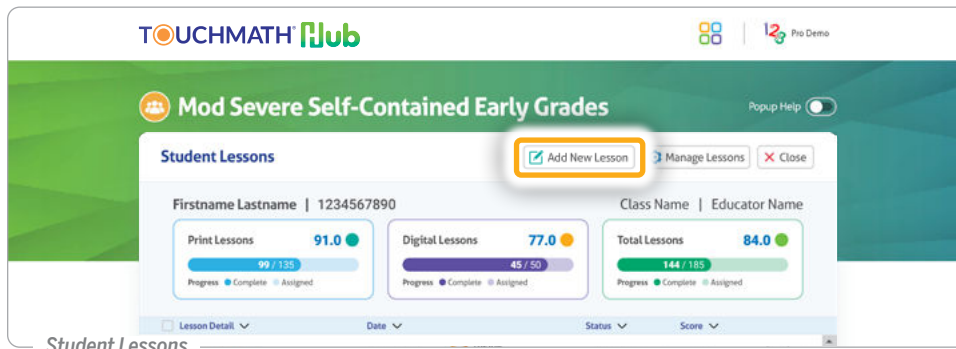 TOUCHMATH Hub
123 Pro Demo
Mod Severe Self-Contained Early Grades
Popup Help
Student Lessons
Add New Lesson
Manage Lessons
Close
Firstname Lastname | 1234567890
Class Name | Educator Name
Print Lessons 91.0
99 / 135
Progress Complete Assigned
Digital Lessons 77.0
45 / 50
Progress Complete Assigned
Total Lessons 84.0
144 / 185
Progress Complete Assigned
Lesson Detail Date Status Score
Student Lessons